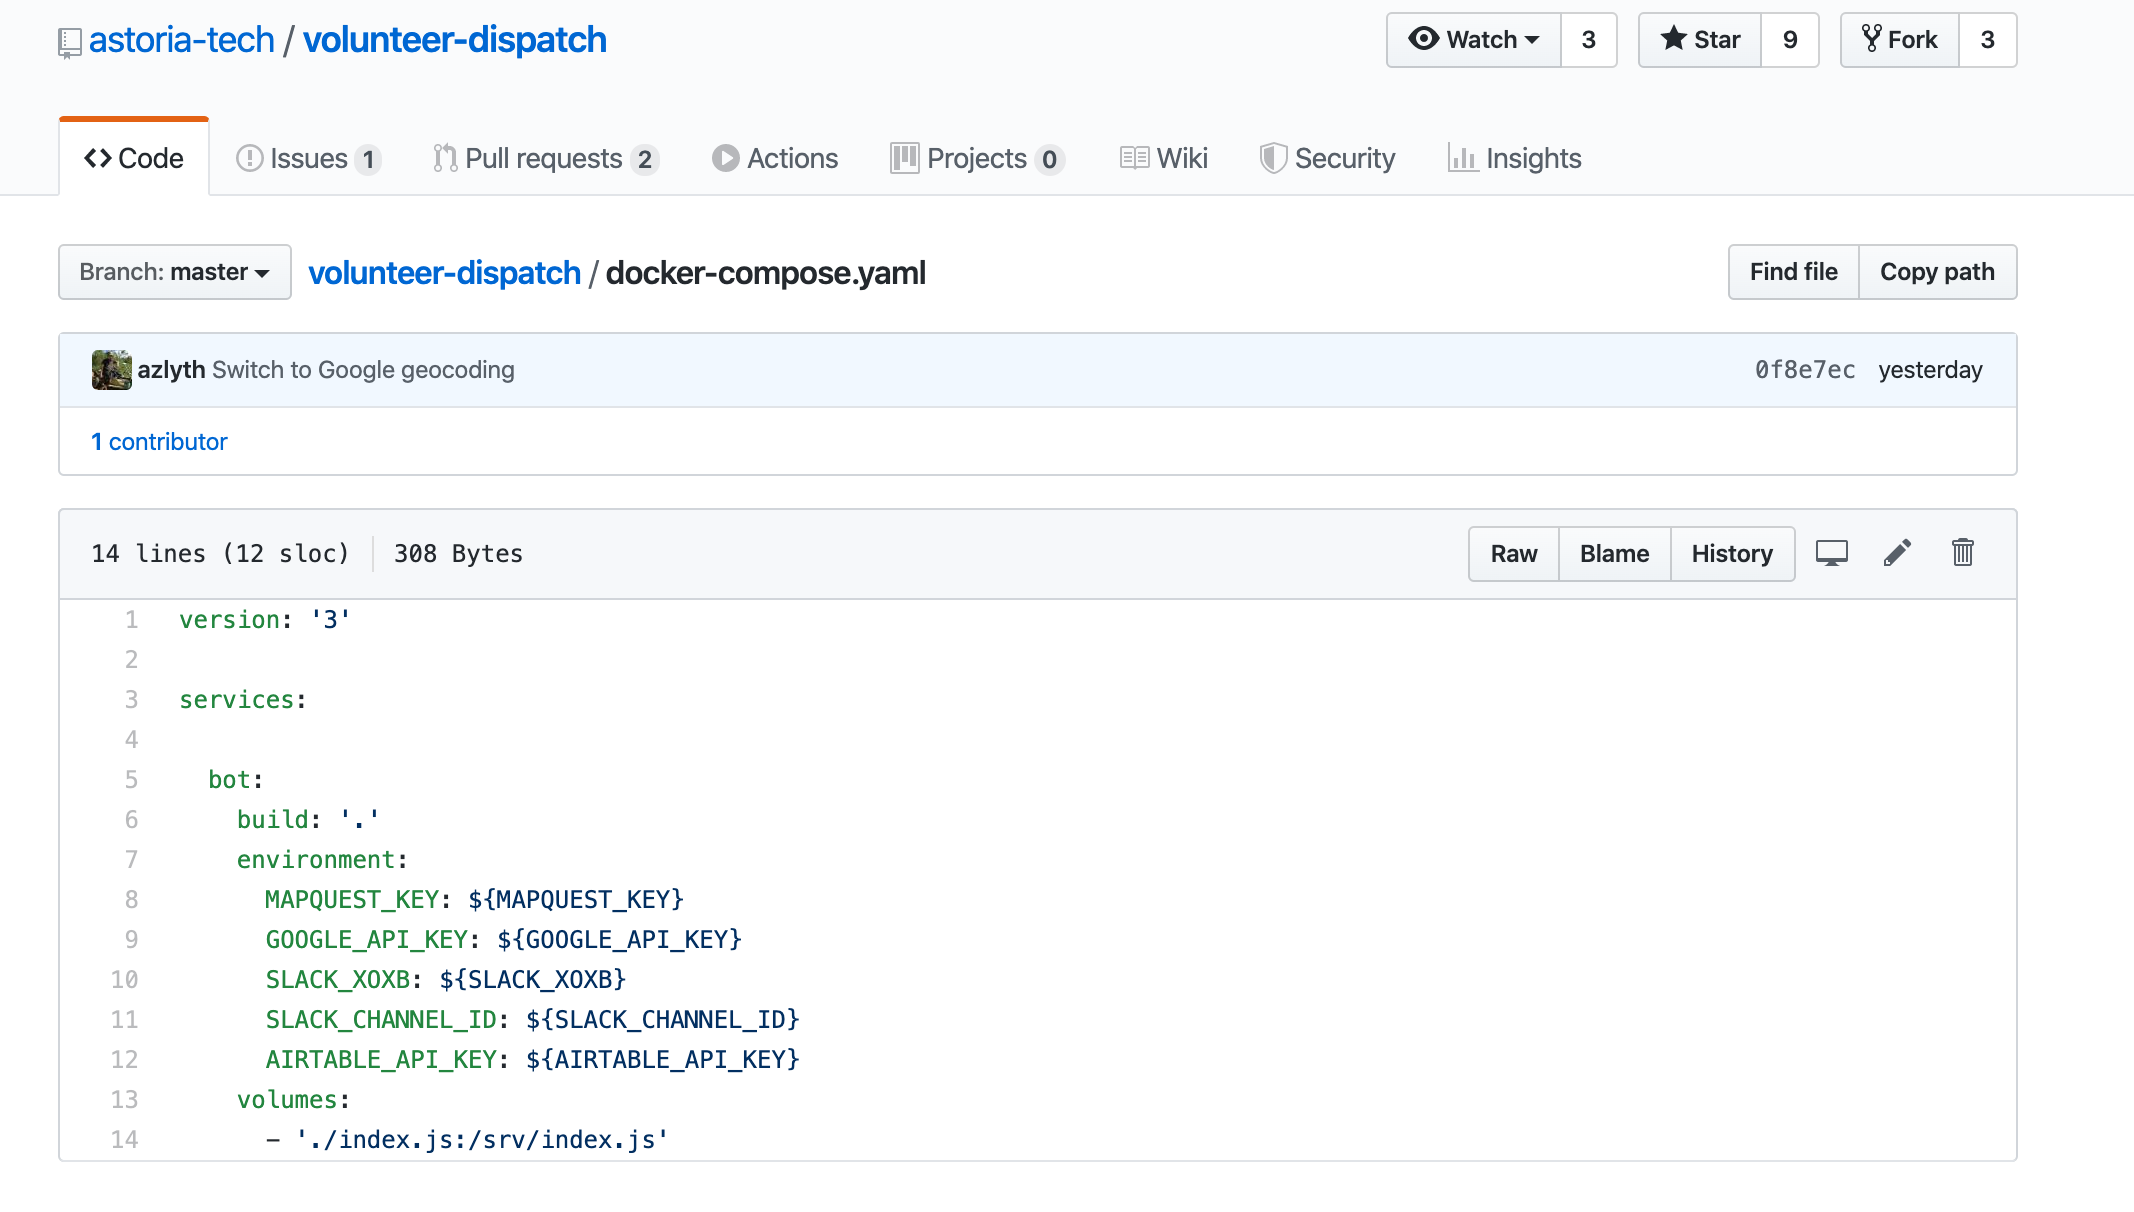 astoria-tech / volunteer-dispatch
Watch 3 Star 9 Fork 3
Code Issues 1 Pull requests 2 Actions Projects 0 Wiki Security Insights
Branch: master volunteer-dispatch / docker-compose.yaml Find file Copy path
azlyth Switch to Google geocoding 0f8e7ec yesterday
1 contributor
14 lines (12 sloc) 308 Bytes Raw Blame History
1 version: '3'
2
3 services:
4
5 bot:
6 build: '.'
7 environment:
8 MAPQUEST_KEY: ${MAPQUEST_KEY}
9 GOOGLE_API_KEY: ${GOOGLE_API_KEY}
10 SLACK_XOXB: ${SLACK_XOXB}
11 SLACK_CHANNEL_ID: ${SLACK_CHANNEL_ID}
12 AIRTABLE_API_KEY: ${AIRTABLE_API_KEY}
13 volumes:
14 - './index.js:/srv/index.js'